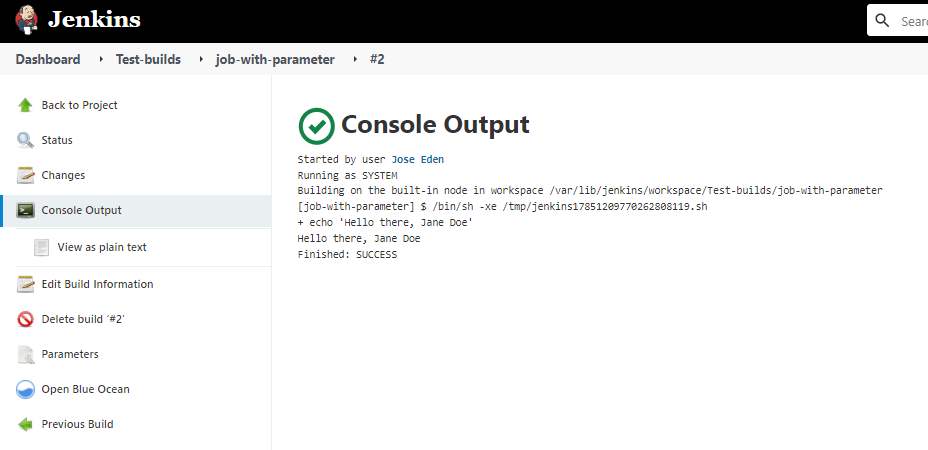 Jenkins
Sear
Dashboard Test-builds job-with-parameter #2
Back to Project
Status
Changes
Console Output
View as plain text
Edit Build Information
Delete build ‘#2’
Parameters
Open Blue Ocean
Previous Build
Console Output
Started by user Jose Eden
Running as SYSTEM
Building on the built-in node in workspace /var/lib/jenkins/workspace/Test-builds/job-with-parameter
[job-with-parameter] $ /bin/sh -xe /tmp/jenkins17851209770262808119.sh
+ echo 'Hello there, Jane Doe'
Hello there, Jane Doe
Finished: SUCCESS